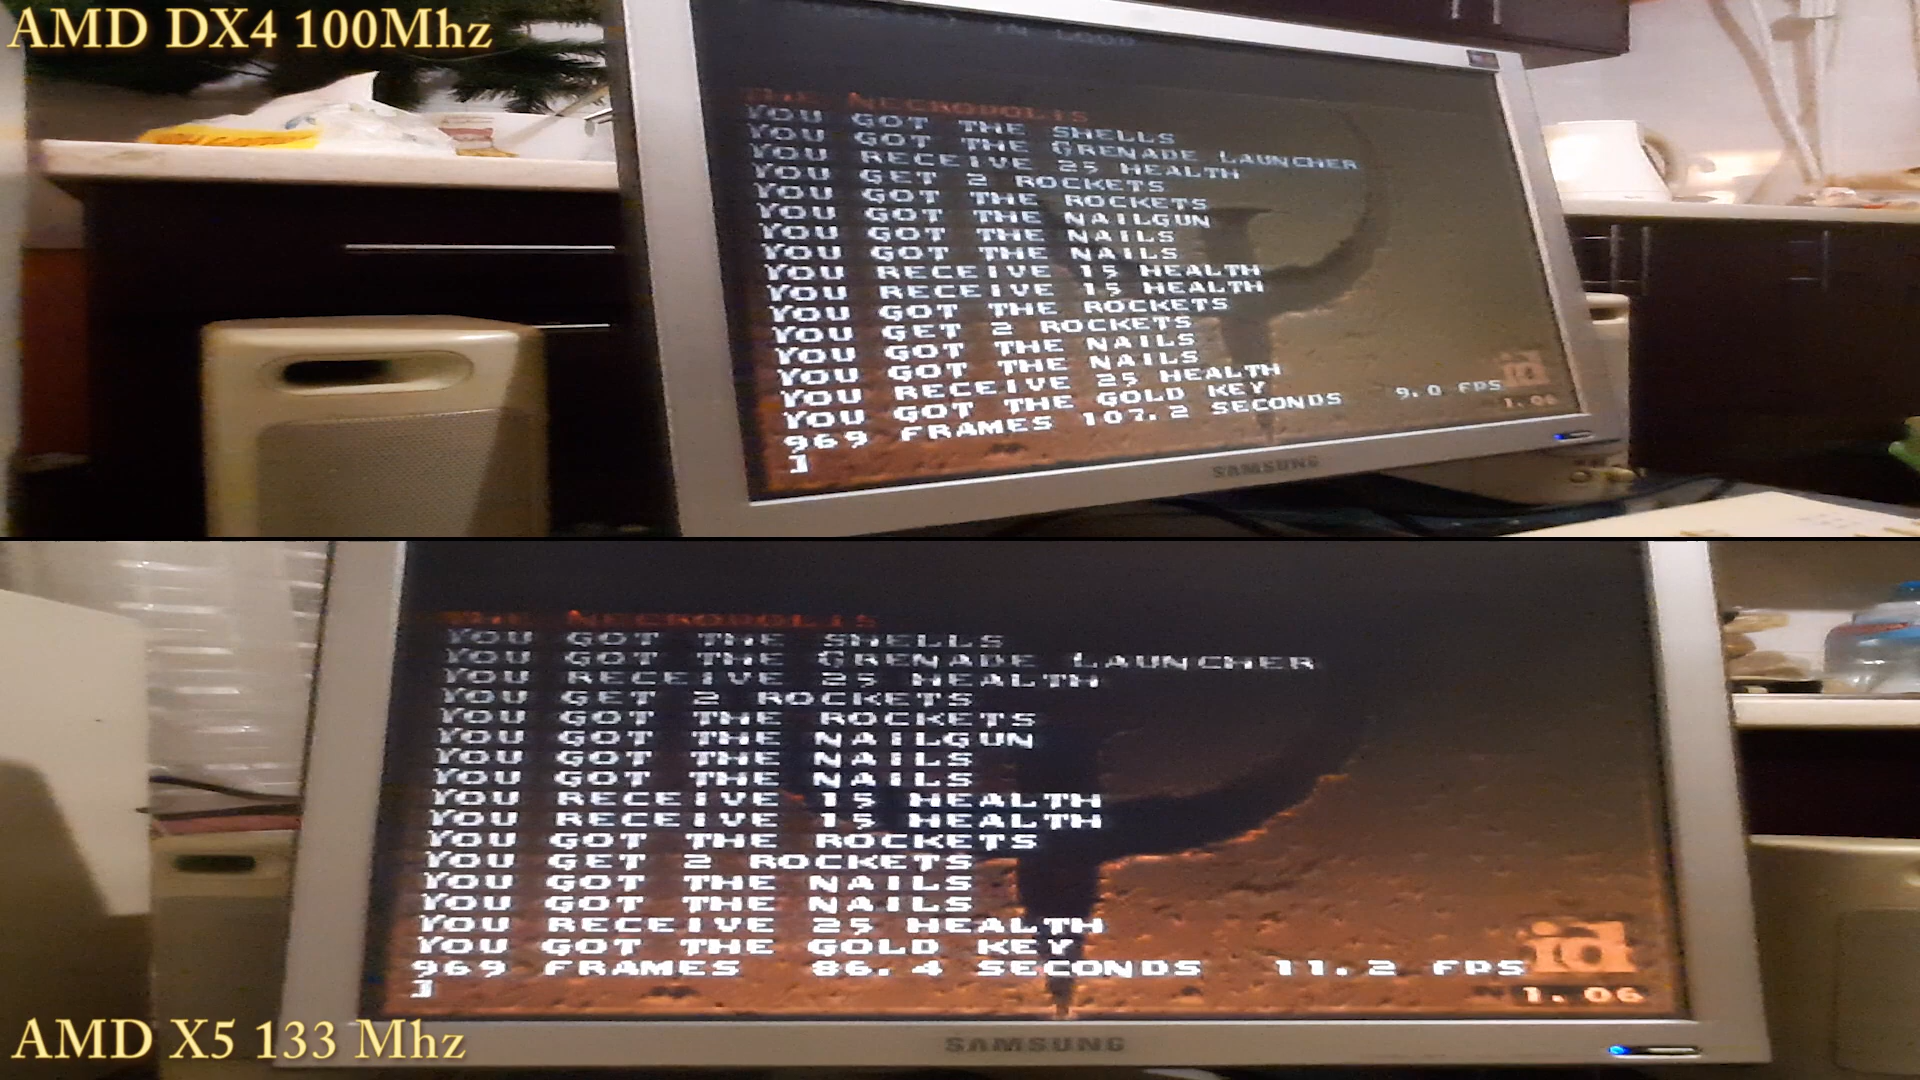 AMD DX4 100Mhz
THE NECROPOLIS
YOU GOT THE SHELLS
YOU GOT THE GRENADE LAUNCHER
YOU RECEIVE 25 HEALTH
YOU GET 2 ROCKETS
YOU GOT THE ROCKETS
YOU GOT THE NAILGUN
YOU GOT THE NAILS
YOU GOT THE NAILS
YOU RECEIVE 15 HEALTH
YOU RECEIVE 15 HEALTH
YOU GOT THE ROCKETS
YOU GET 2 ROCKETS
YOU GOT THE NAILS
YOU GOT THE NAILS
YOU RECEIVE 25 HEALTH
YOU GOT THE GOLD KEY
969 FRAMES 107.2 SECONDS 9.0 FPS
]
id
1.06
SAMSUNG
THE NECROPOLIS
YOU GOT THE SHELLS
YOU GOT THE GRENADE LAUNCHER
YOU RECEIVE 25 HEALTH
YOU GET 2 ROCKETS
YOU GOT THE ROCKETS
YOU GOT THE NAILGUN
YOU GOT THE NAILS
YOU GOT THE NAILS
YOU RECEIVE 15 HEALTH
YOU RECEIVE 15 HEALTH
YOU GOT THE ROCKETS
YOU GET 2 ROCKETS
YOU GOT THE NAILS
YOU GOT THE NAILS
YOU RECEIVE 25 HEALTH
YOU GOT THE GOLD KEY
969 FRAMES 86.4 SECONDS 11.2 FPS
]
id
1.06
SAMSUNG
AMD X5 133 Mhz